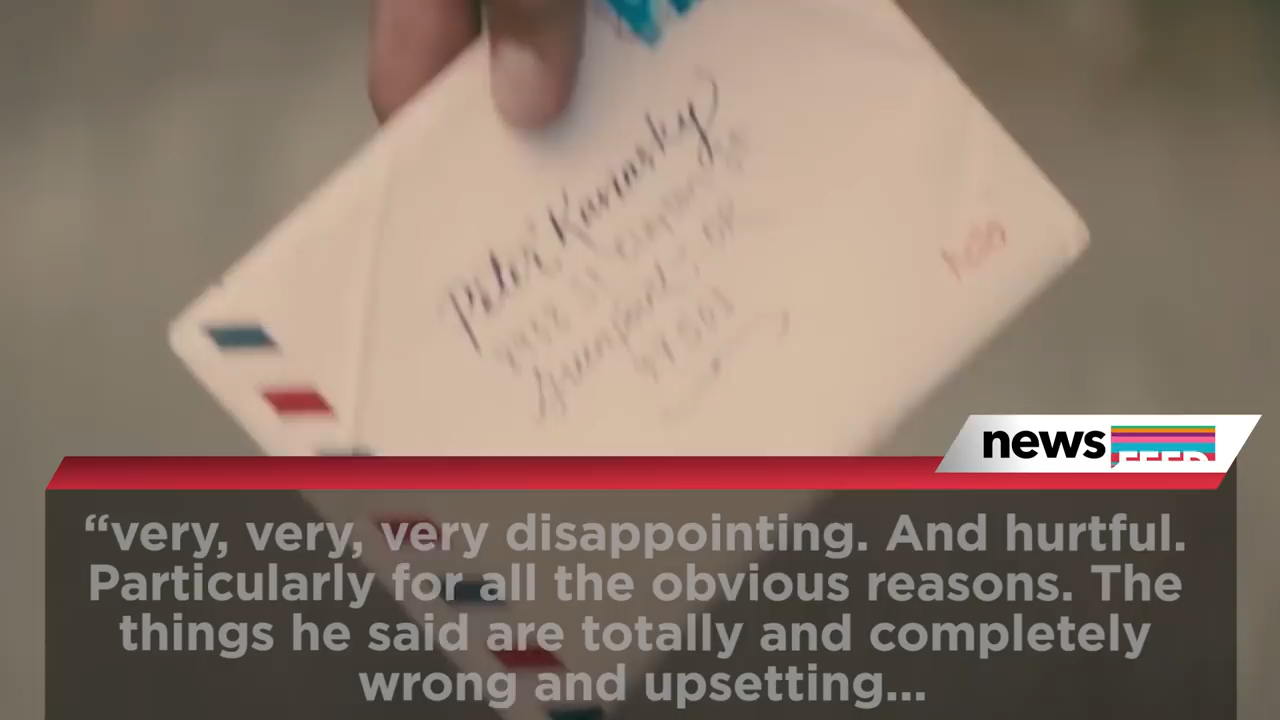 Peter Kavinsky
news
FEED
“very, very, very disappointing. And hurtful.
Particularly for all the obvious reasons. The
things he said are totally and completely
wrong and upsetting...